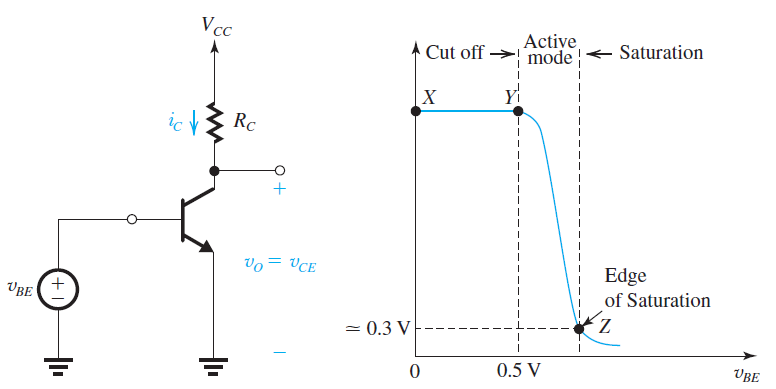 V_CC
i_C
R_C
+
v_O = v_CE
v_BE
+
−
Cut off
Active
mode
Saturation
X
Y
Edge
of Saturation
≃ 0.3 V
Z
0
0.5 V
v_BE